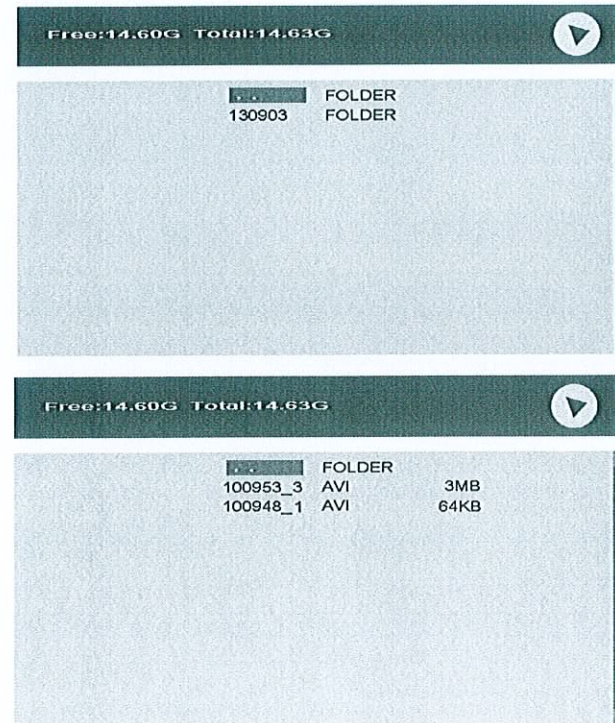 Free:14.60G Total:14.63G
. . FOLDER
130903 FOLDER
Free:14.60G Total:14.63G
. . FOLDER
100953_3 AVI 3MB
100948_1 AVI 64KB